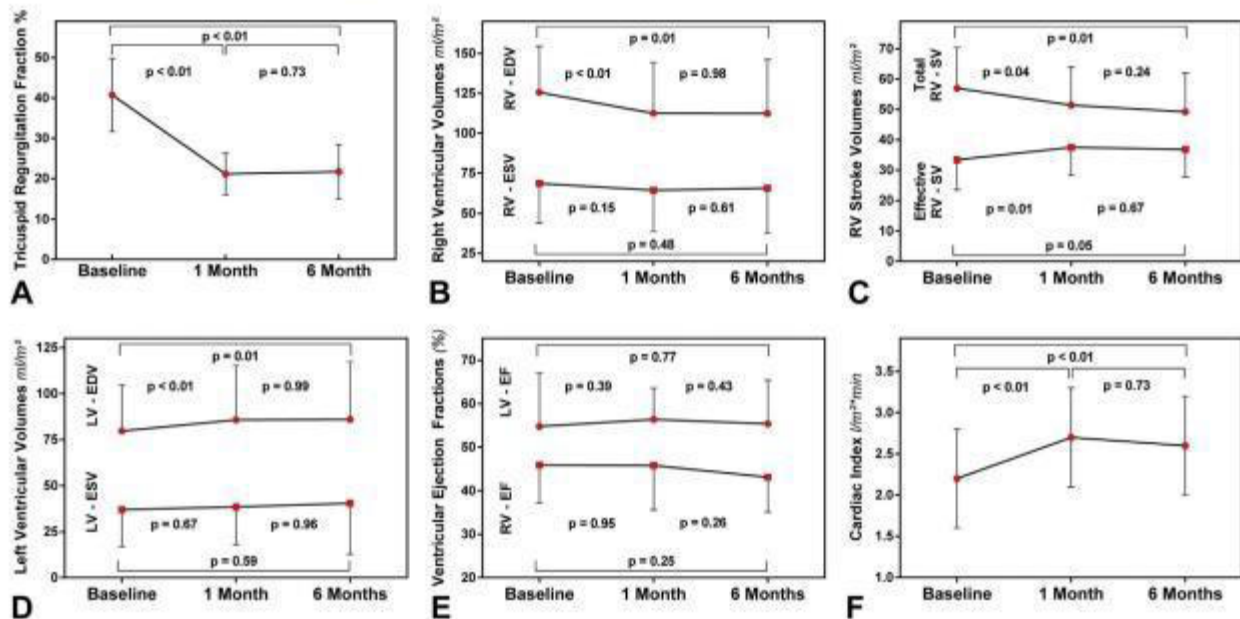 Tricuspid Regurgitation Fraction %
50
40
30
20
10
0
p < 0.01
p < 0.01
p = 0.73
Baseline
1 Month
6 Month
A
Right Ventricular Volumes ml/m²
150
125
100
75
50
25
RV - EDV
RV - ESV
p = 0.01
p < 0.01
p = 0.98
p = 0.15
p = 0.61
p = 0.48
Baseline
1 Month
6 Months
B
RV Stroke Volumes ml/m²
70
60
50
40
30
20
10
0
Total
RV - SV
Effective
RV - SV
p = 0.01
p = 0.04
p = 0.24
p = 0.01
p = 0.67
p = 0.05
Baseline
1 Month
6 Months
C
Left Ventricular Volumes ml/m²
125
100
75
50
25
0
LV - EDV
LV - ESV
p = 0.01
p < 0.01
p = 0.99
p = 0.67
p = 0.96
p = 0.59
Baseline
1 Month
6 Months
D
Ventricular Ejection Fractions (%)
70
60
50
40
30
20
LV - EF
RV - EF
p = 0.77
p = 0.39
p = 0.43
p = 0.95
p = 0.26
p = 0.25
Baseline
1 Month
6 Months
E
Cardiac Index l/m²*min
3.5
3.0
2.5
2.0
1.5
1.0
p < 0.01
p < 0.01
p = 0.73
Baseline
1 Month
6 Months
F